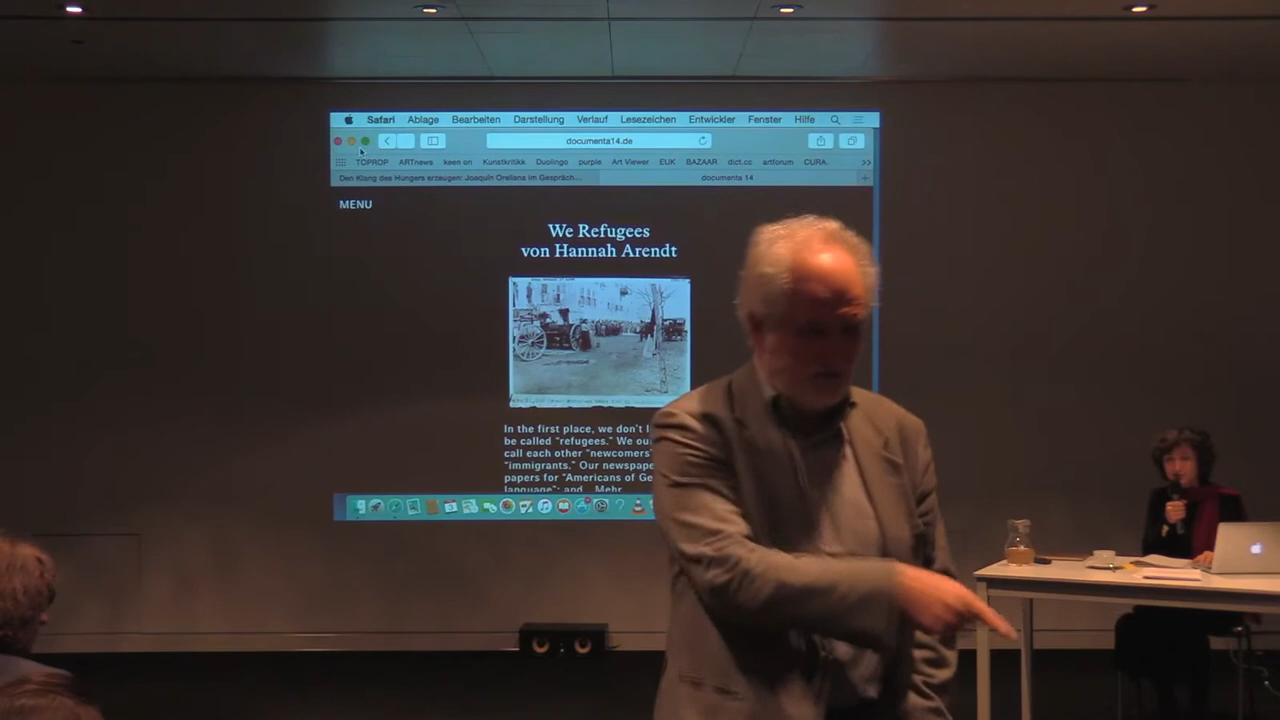 Safari Ablage Bearbeiten Darstellung Verlauf Lesezeichen Entwickler Fenster Hilfe
documenta14.de
TOPROP ARTnews keen on Kunstkritikk Duolingo purple Art Viewer EUK BAZAAR dict.cc artforum CURA.
Den Klang des Hungers erzeugen: Joaquín Orellana im Gespräch... documenta 14
MENU
We Refugees
von Hannah Arendt
In the first place, we don't l
be called "refugees." We ou
call each other "newcomers"
"immigrants." Our newspape
papers for "Americans of Ge
language"; and... Mehr